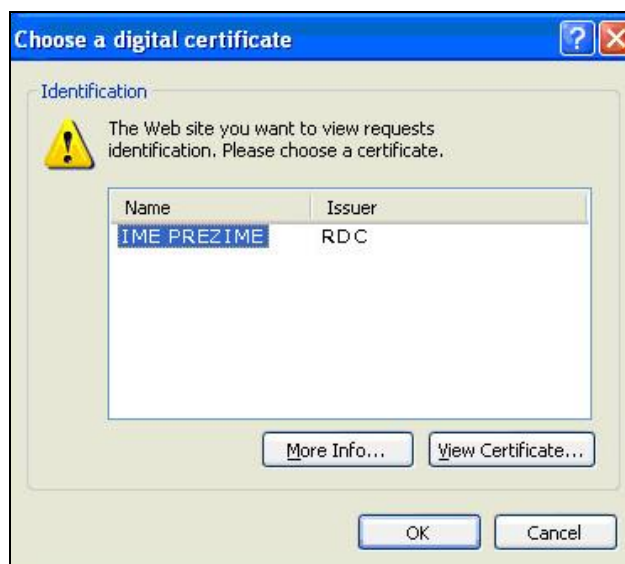 Choose a digital certificate
Identification
The Web site you want to view requests
identification. Please choose a certificate.
Name Issuer
IME PREZIME RDC
More Info... View Certificate...
OK Cancel